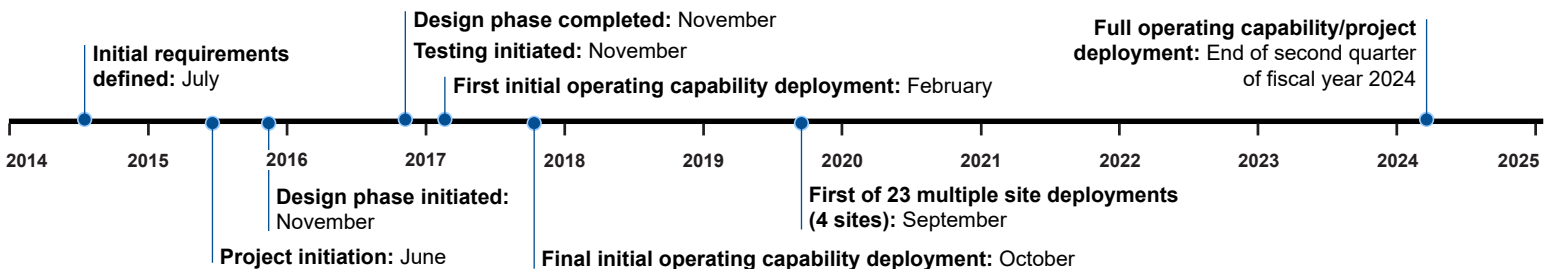 Design phase completed: November
Testing initiated: November
Full operating capability/project
deployment: End of second quarter
of fiscal year 2024
Initial requirements
defined: July
First initial operating capability deployment: February
2014 2015 2016 2017 2018 2019 2020 2021 2022 2023 2024 2025
Design phase initiated:
November
First of 23 multiple site deployments
(4 sites): September
Project initiation: June
Final initial operating capability deployment: October